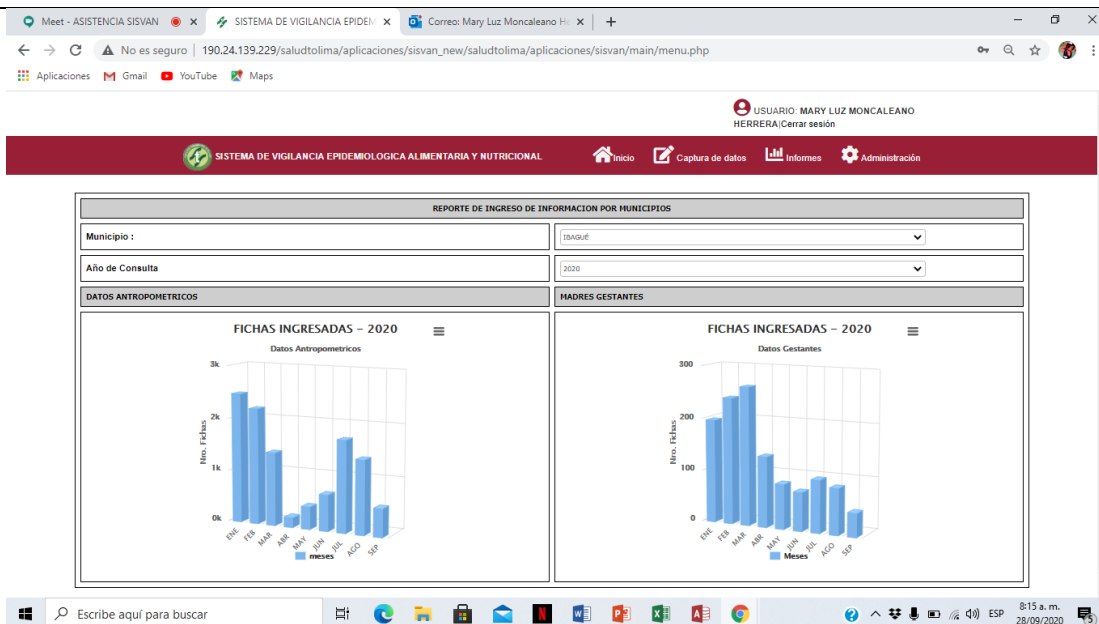 Meet - ASISTENCIA SISVAN
SISTEMA DE VIGILANCIA EPIDEM
Correo: Mary Luz Moncaleano He
No es seguro | 190.24.139.229/saludtolima/aplicaciones/sisvan_new/saludtolima/aplicaciones/sisvan/main/menu.php
Aplicaciones Gmail YouTube Maps
USUARIO: MARY LUZ MONCALEANO
HERRERA|Cerrar sesión
SISTEMA DE VIGILANCIA EPIDEMIOLOGICA ALIMENTARIA Y NUTRICIONAL Inicio Captura de datos Informes Administración
REPORTE DE INGRESO DE INFORMACION POR MUNICIPIOS
Municipio : IBAGUÉ
Año de Consulta 2020
DATOS ANTROPOMETRICOS MADRES GESTANTES
FICHAS INGRESADAS - 2020
Datos Antropometricos
3k
2k
1k
0k
Nro. Fichas
ENE FEB MAR ABR MAY JUN JUL AGO SEP
meses
FICHAS INGRESADAS - 2020
Datos Gestantes
300
200
100
0
Nro. Fichas
ENE FEB MAR ABR MAY JUN JUL AGO SEP
Meses
Escribe aquí para buscar
ESP
8:15 a. m.
28/09/2020